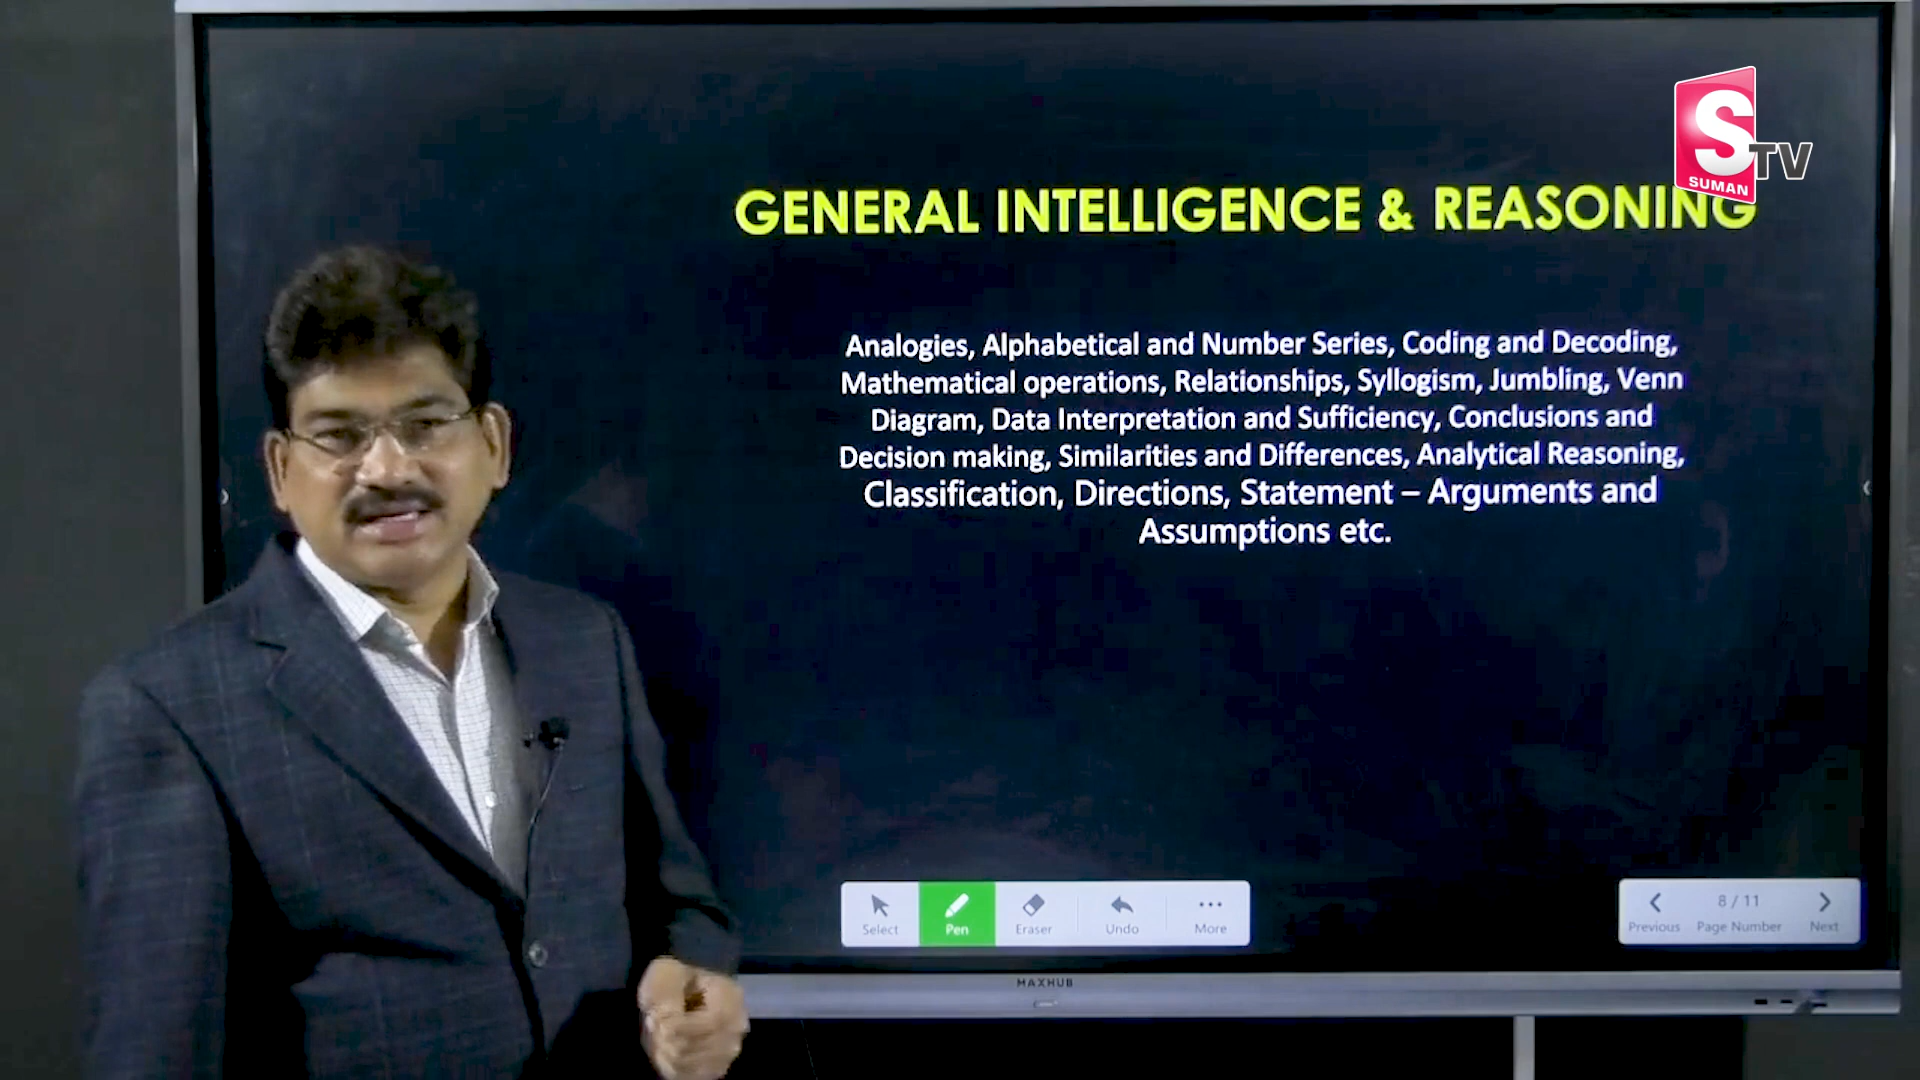 S
TV
SUMAN
GENERAL INTELLIGENCE & REASONING
Analogies, Alphabetical and Number Series, Coding and Decoding,
Mathematical operations, Relationships, Syllogism, Jumbling, Venn
Diagram, Data Interpretation and Sufficiency, Conclusions and
Decision making, Similarities and Differences, Analytical Reasoning,
Classification, Directions, Statement – Arguments and
Assumptions etc.
Select
Pen
Eraser
Undo
More
8 / 11
Previous
Page Number
Next
MAXHUB